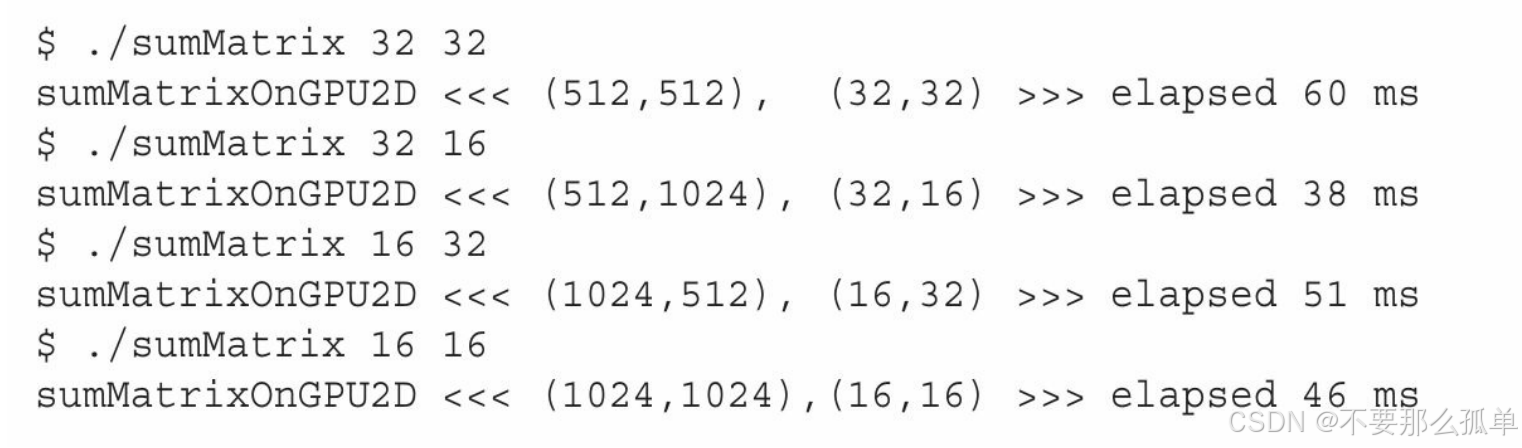 $ ./sumMatrix 32 32
sumMatrixOnGPU2D <<< (512,512),  (32,32) >>> elapsed 60 ms
$ ./sumMatrix 32 16
sumMatrixOnGPU2D <<< (512,1024), (32,16) >>> elapsed 38 ms
$ ./sumMatrix 16 32
sumMatrixOnGPU2D <<< (1024,512), (16,32) >>> elapsed 51 ms
$ ./sumMatrix 16 16
sumMatrixOnGPU2D <<< (1024,1024),(16,16) >>> elapsed 46 ms
CSDN @不要那么孤单